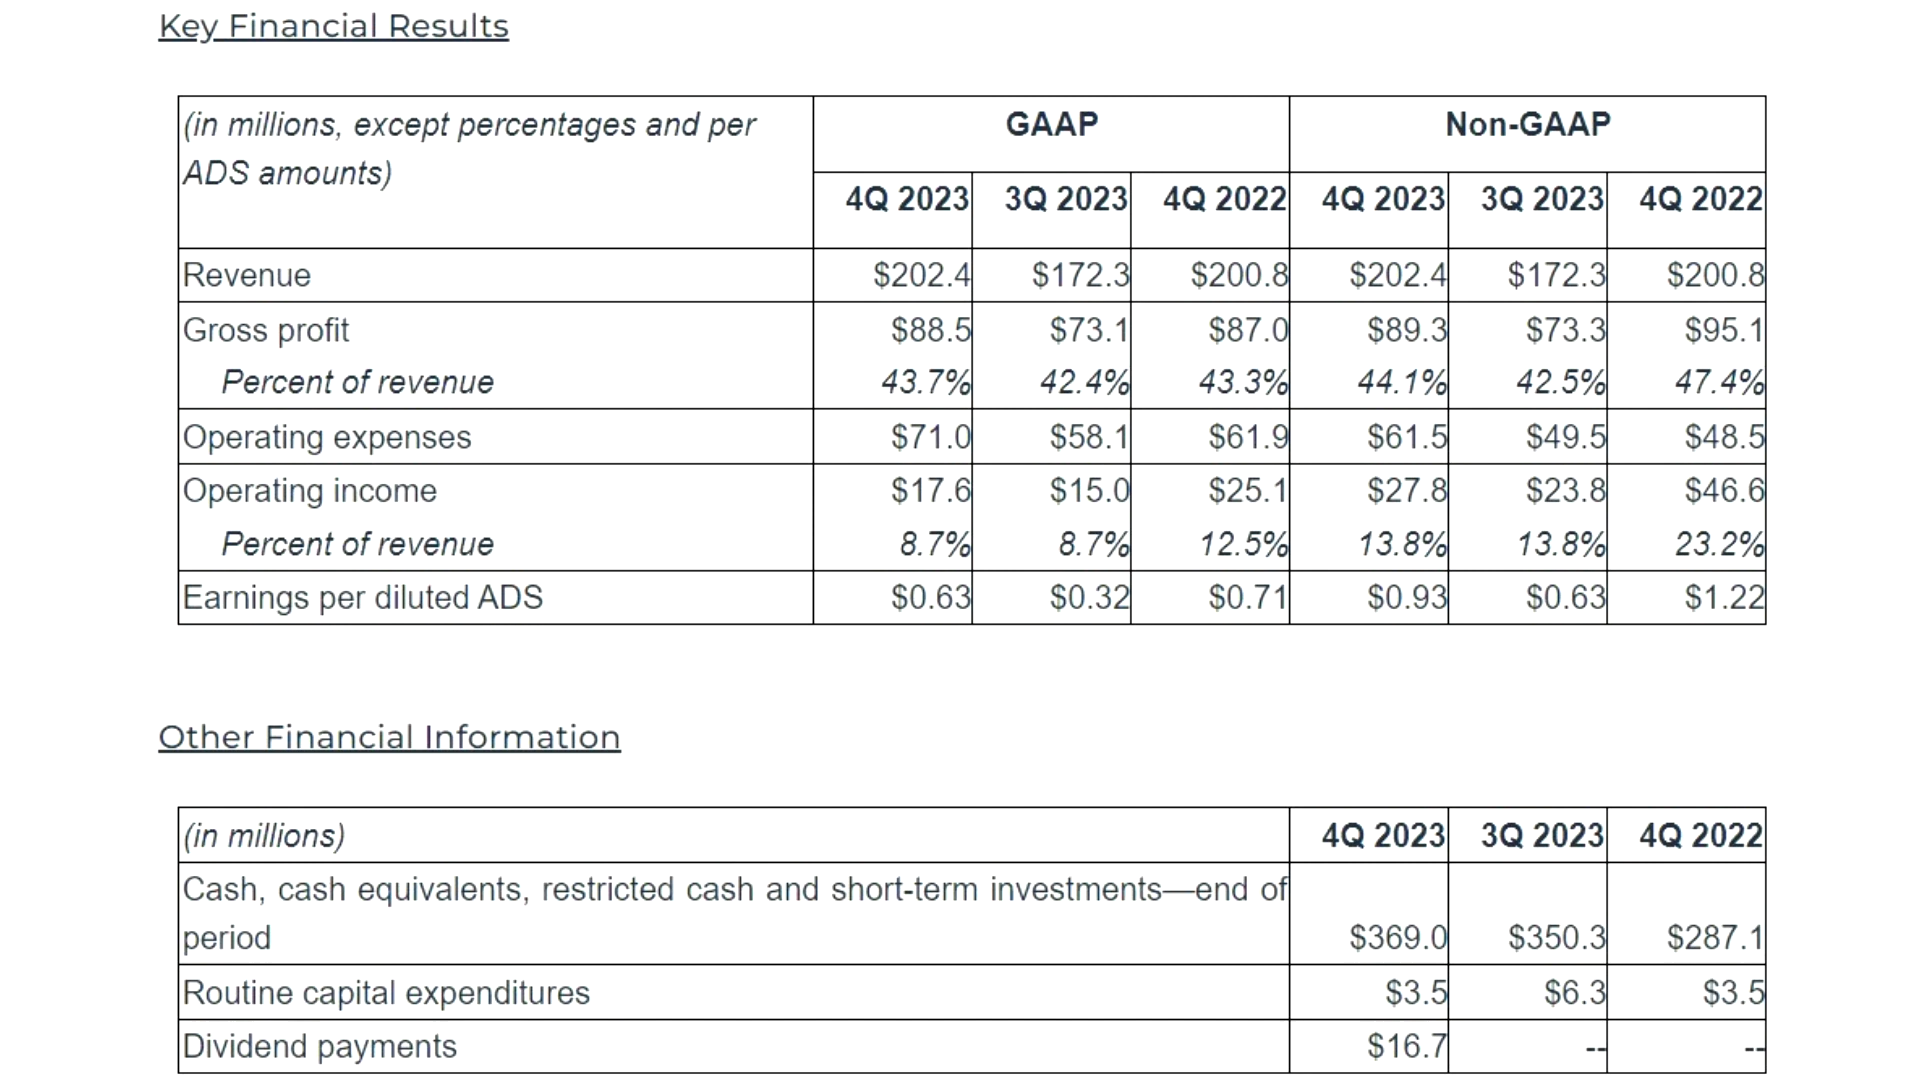 Key Financial Results
(in millions, except percentages and per ADS amounts) GAAP Non-GAAP
4Q 2023 3Q 2023 4Q 2022 4Q 2023 3Q 2023 4Q 2022
Revenue $202.4 $172.3 $200.8 $202.4 $172.3 $200.8
Gross profit $88.5 $73.1 $87.0 $89.3 $73.3 $95.1
Percent of revenue 43.7% 42.4% 43.3% 44.1% 42.5% 47.4%
Operating expenses $71.0 $58.1 $61.9 $61.5 $49.5 $48.5
Operating income $17.6 $15.0 $25.1 $27.8 $23.8 $46.6
Percent of revenue 8.7% 8.7% 12.5% 13.8% 13.8% 23.2%
Earnings per diluted ADS $0.63 $0.32 $0.71 $0.93 $0.63 $1.22
Other Financial Information
(in millions) 4Q 2023 3Q 2023 4Q 2022
Cash, cash equivalents, restricted cash and short-term investments—end of
period $369.0 $350.3 $287.1
Routine capital expenditures $3.5 $6.3 $3.5
Dividend payments $16.7 -- --